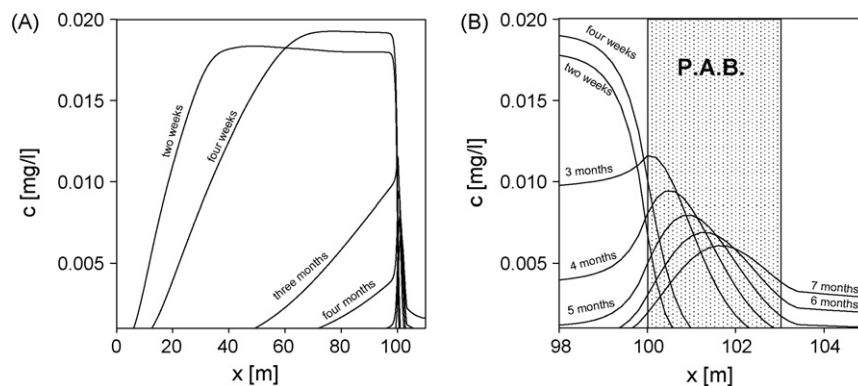 (A)
0.020
0.015
0.010
0.005
c [mg/l]
two weeks
four weeks
three months
four months
0 20 40 60 80 100
x [m]
(B)
0.020
0.015
0.010
0.005
c [mg/l]
four weeks
two weeks
P.A.B.
3 months
4 months
5 months
7 months
6 months
98 100 102 104
x [m]